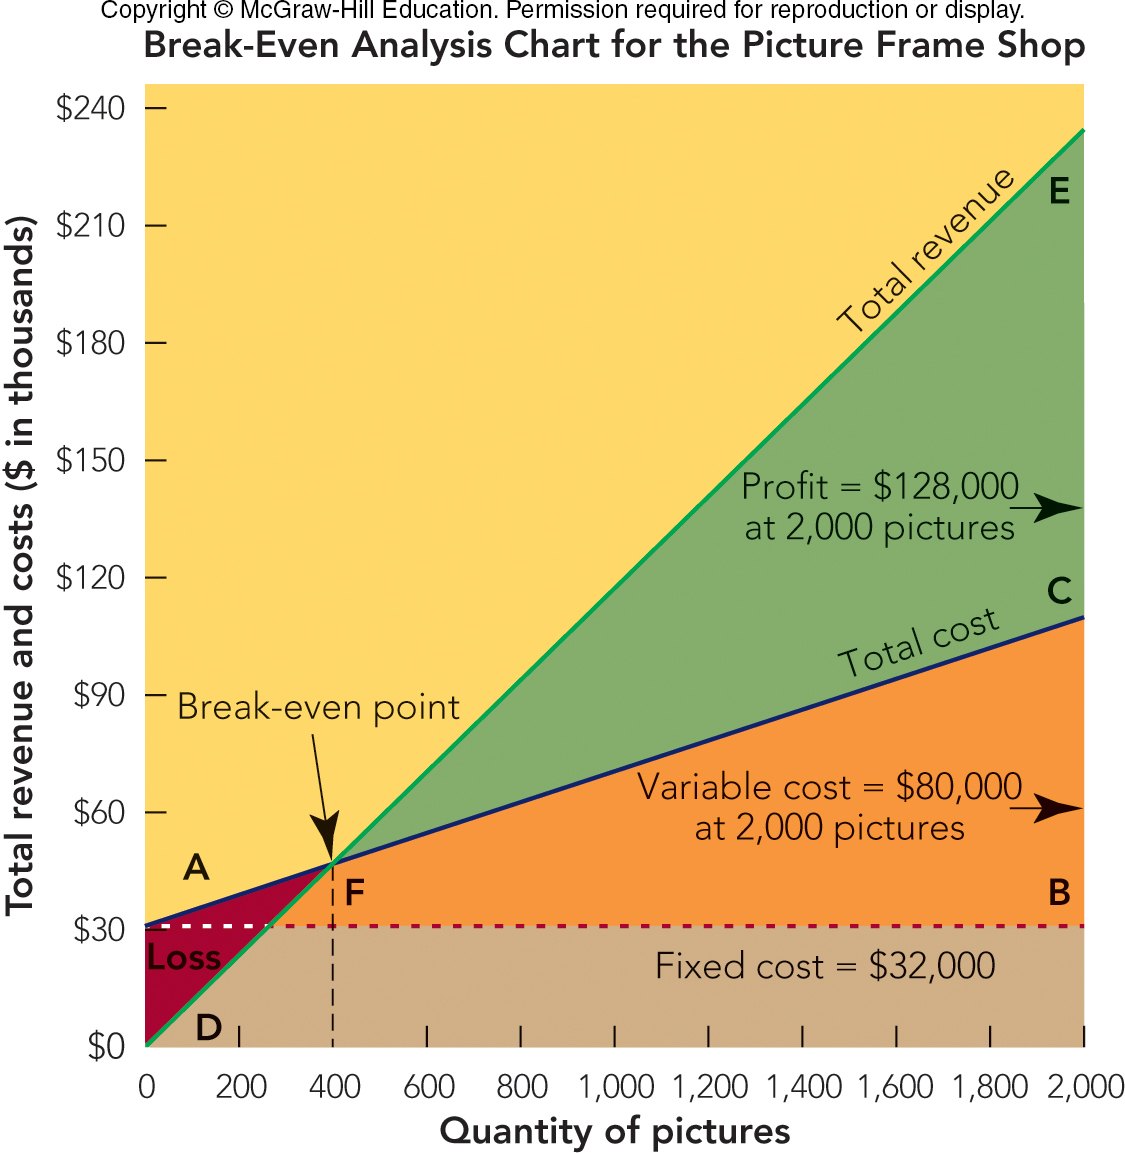 Copyright © McGraw-Hill Education. Permission required for reproduction or display.
Break-Even Analysis Chart for the Picture Frame Shop
Total revenue and costs ($ in thousands)
$240
$210
$180
$150
$120
$90
$60
$30
$0
Total revenue
E
Profit = $128,000
at 2,000 pictures
C
Total cost
Break-even point
Variable cost = $80,000
at 2,000 pictures
A
F
B
Loss
Fixed cost = $32,000
D
0 200 400 600 800 1,000 1,200 1,400 1,600 1,800 2,000
Quantity of pictures